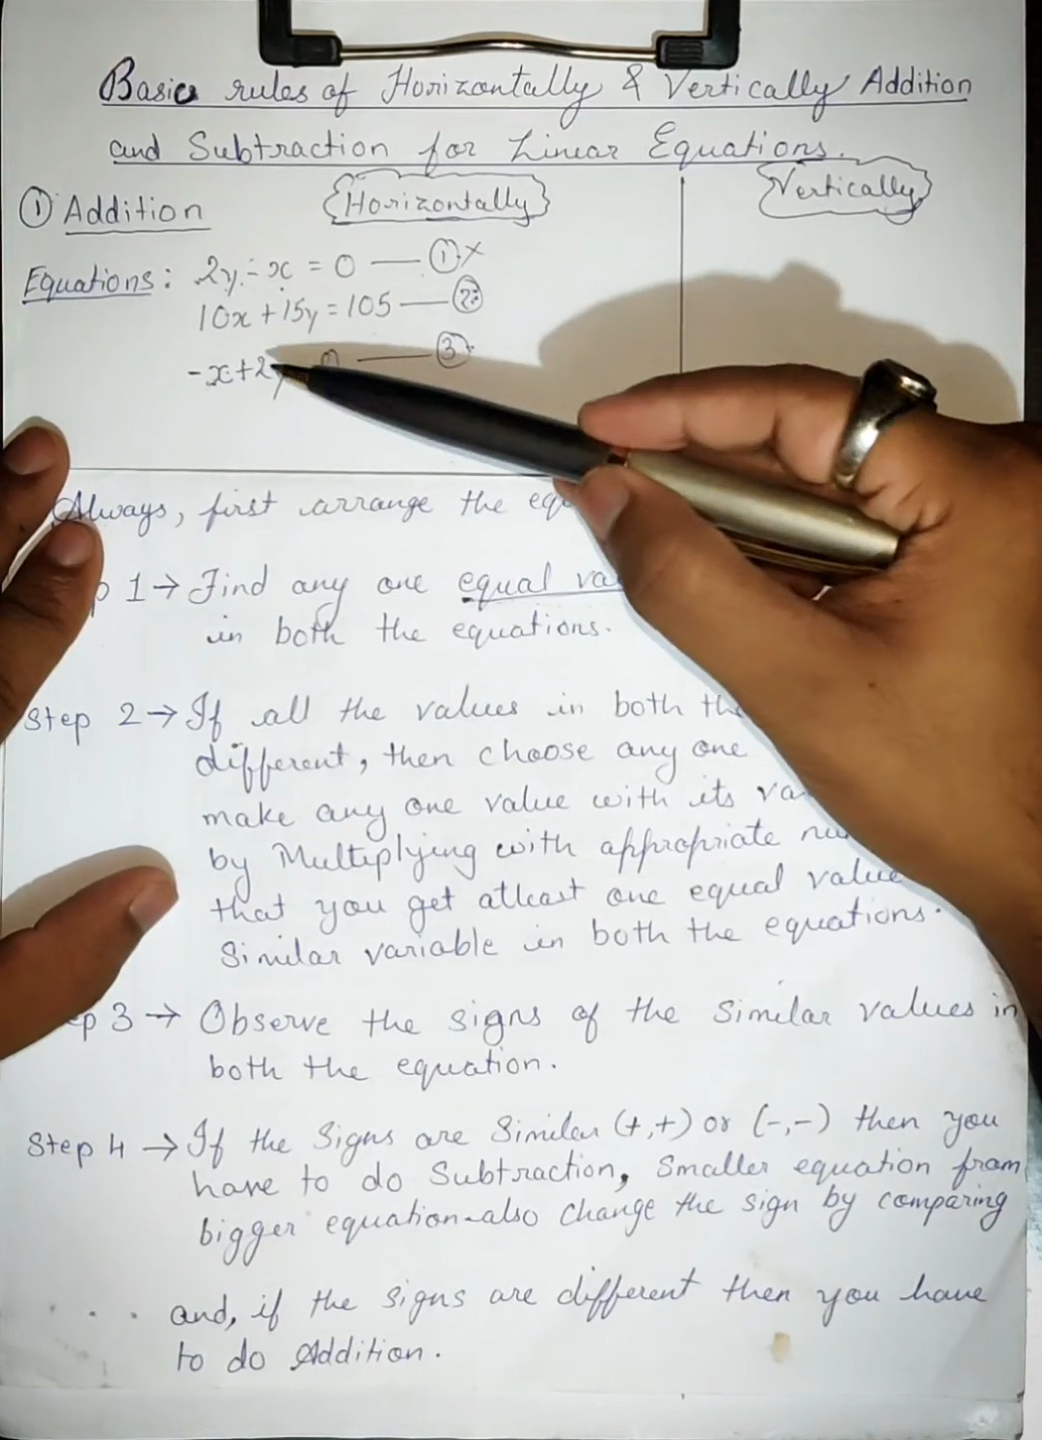 Basic rules of Horizontally & Vertically Addition
and Subtraction for Linear Equations.
① Addition
Horizontally
Vertically
Equations: 2y - x = 0 — ①×
10x + 15y = 105 — ②
-x + 2y 0 — ③
Always, first arrange the
1 → Find any one equal
in both the equations.
Step 2 → If all the values in both
different, then choose any one
make any one value with its
by Multiplying with appropriate
that you get atleast one equal value
Similar variable in both the equations.
3 → Observe the signs of the similar values in
both the equation.
Step 4 → If the Signs are Similar (+,+) or (-,-) then you
have to do Subtraction, Smaller equation from
bigger equation also change the sign by comparing
and, if the signs are different then you have
to do Addition.